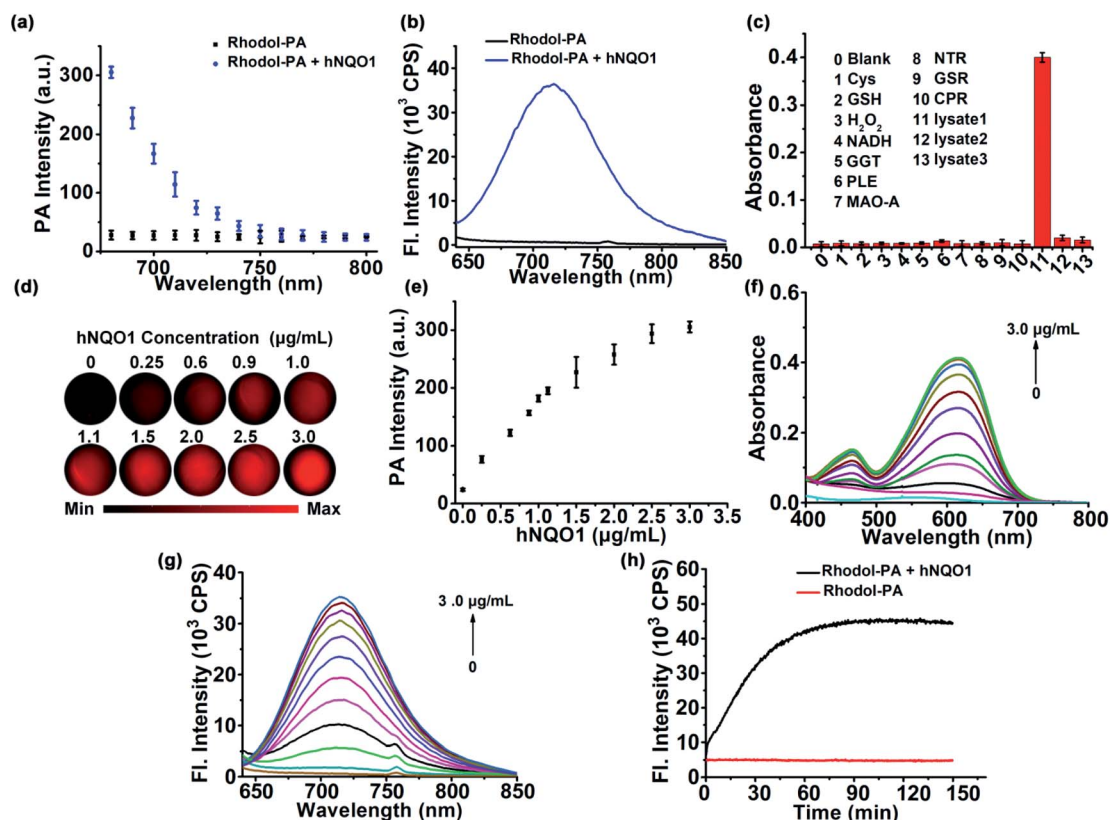 (a)
Rhodol-PA
Rhodol-PA + hNQO1
PA Intensity (a.u.)
300
200
100
0
700
750
800
Wavelength (nm)
(b)
Rhodol-PA
Rhodol-PA + hNQO1
Fl. Intensity (10³ CPS)
40
30
20
10
0
650
700
750
800
850
Wavelength (nm)
(c)
Absorbance
0.4
0.2
0.0
0 Blank
1 Cys
2 GSH
3 H₂O₂
4 NADH
5 GGT
6 PLE
7 MAO-A
8 NTR
9 GSR
10 CPR
11 lysate1
12 lysate2
13 lysate3
0 1 2 3 4 5 6 7 8 9 10 11 12 13
(d)
hNQO1 Concentration (μg/mL)
0 0.25 0.6 0.9 1.0
1.1 1.5 2.0 2.5 3.0
Min Max
(e)
PA Intensity (a.u.)
300
200
100
0
0.0 0.5 1.0 1.5 2.0 2.5 3.0 3.5
hNQO1 (μg/mL)
(f)
Absorbance
0.6
0.4
0.2
0.0
3.0 μg/mL
0
400 500 600 700 800
Wavelength (nm)
(g)
Fl. Intensity (10³ CPS)
40
30
20
10
0
3.0 μg/mL
0
650 700 750 800 850
Wavelength (nm)
(h)
Rhodol-PA + hNQO1
Rhodol-PA
Fl. Intensity (10³ CPS)
60
50
40
30
20
10
0
0 30 60 90 120 150
Time (min)